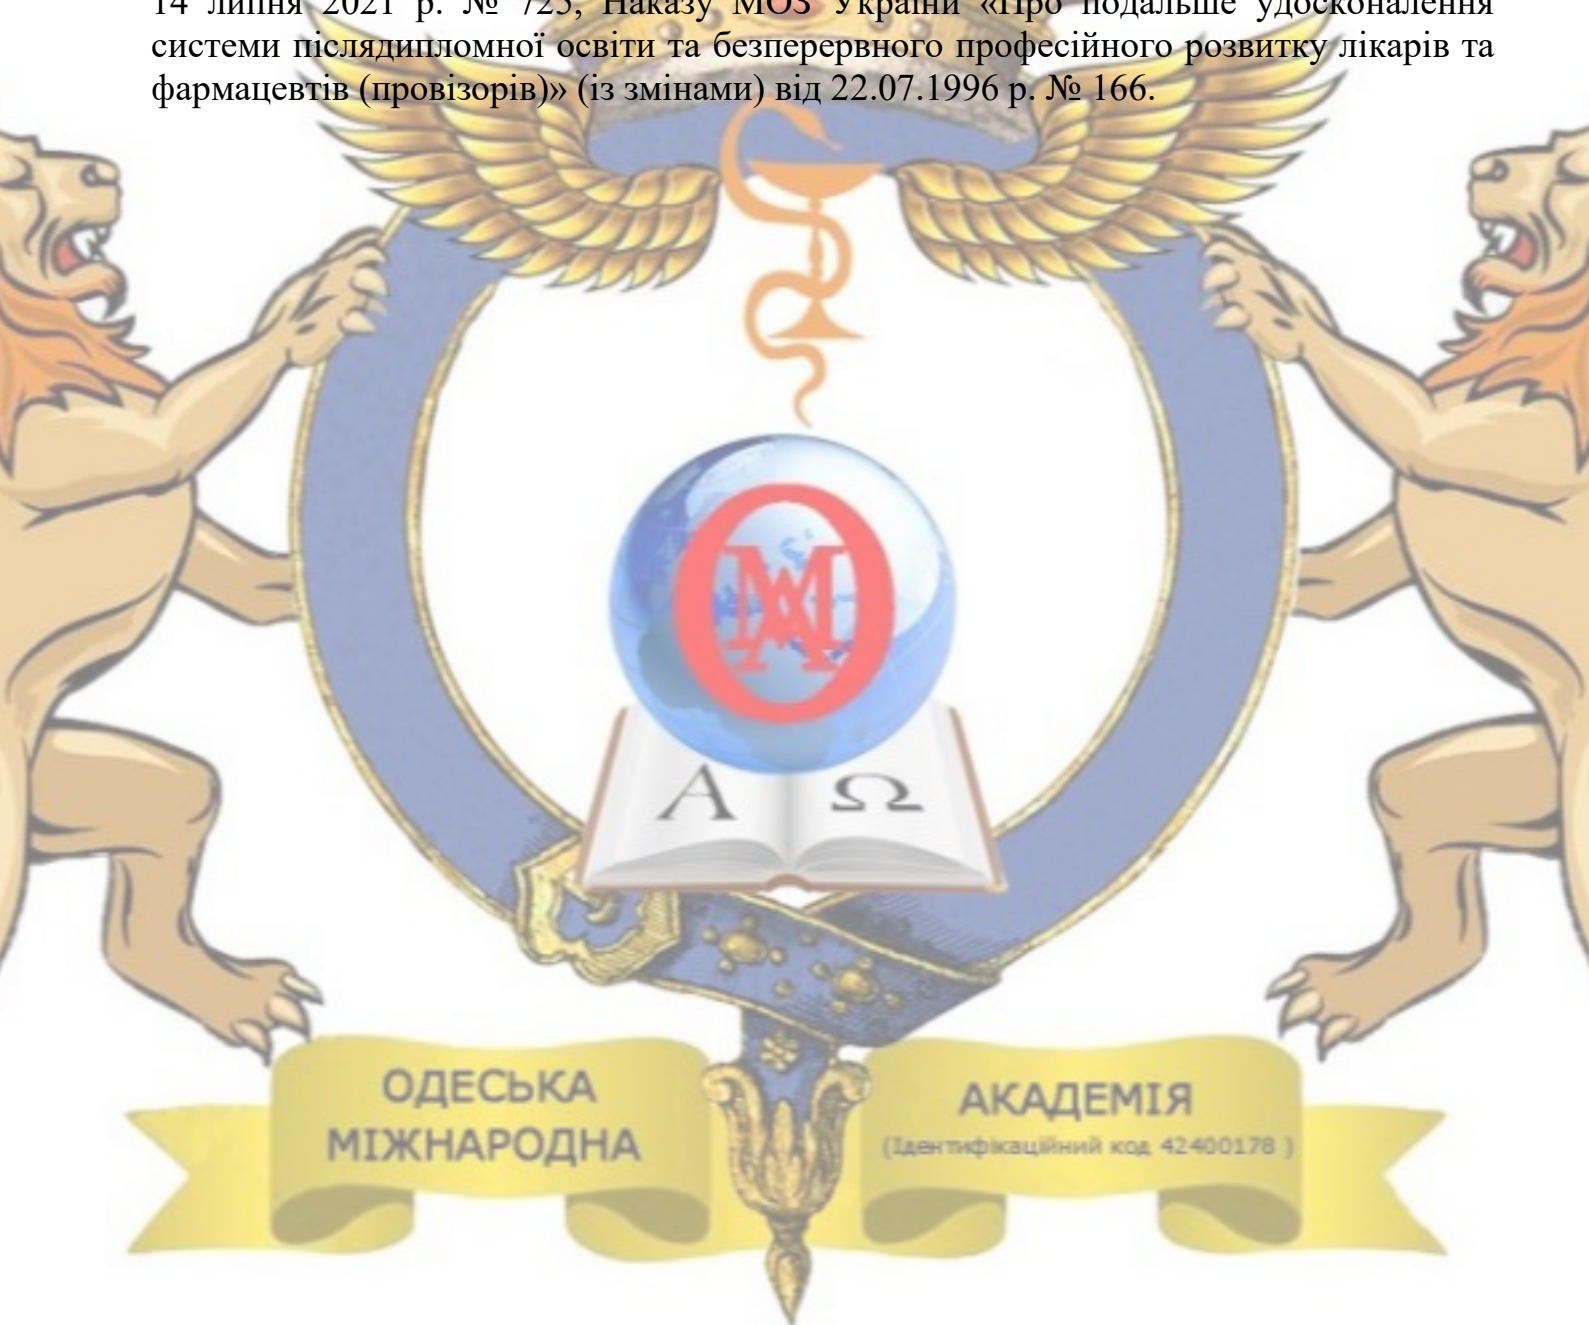 14 липня 2021 р. № 725, Наказу МОЗ України «Про подальше удосконалення
системи післядипломної освіти та безперервного професійного розвитку лікарів та
фармацевтів (провізорів)» (із змінами) від 22.07.1996 р. № 166.
ОМА
Α Ω
ОДЕСЬКА
МІЖНАРОДНА
АКАДЕМІЯ
(Ідентифікаційний код 42400178 )